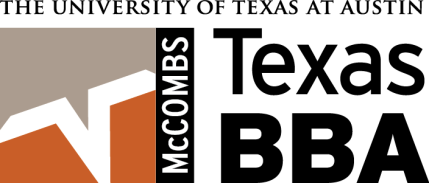 THE UNIVERSITY OF TEXAS AT AUSTIN
McCOMBS
Texas
BBA